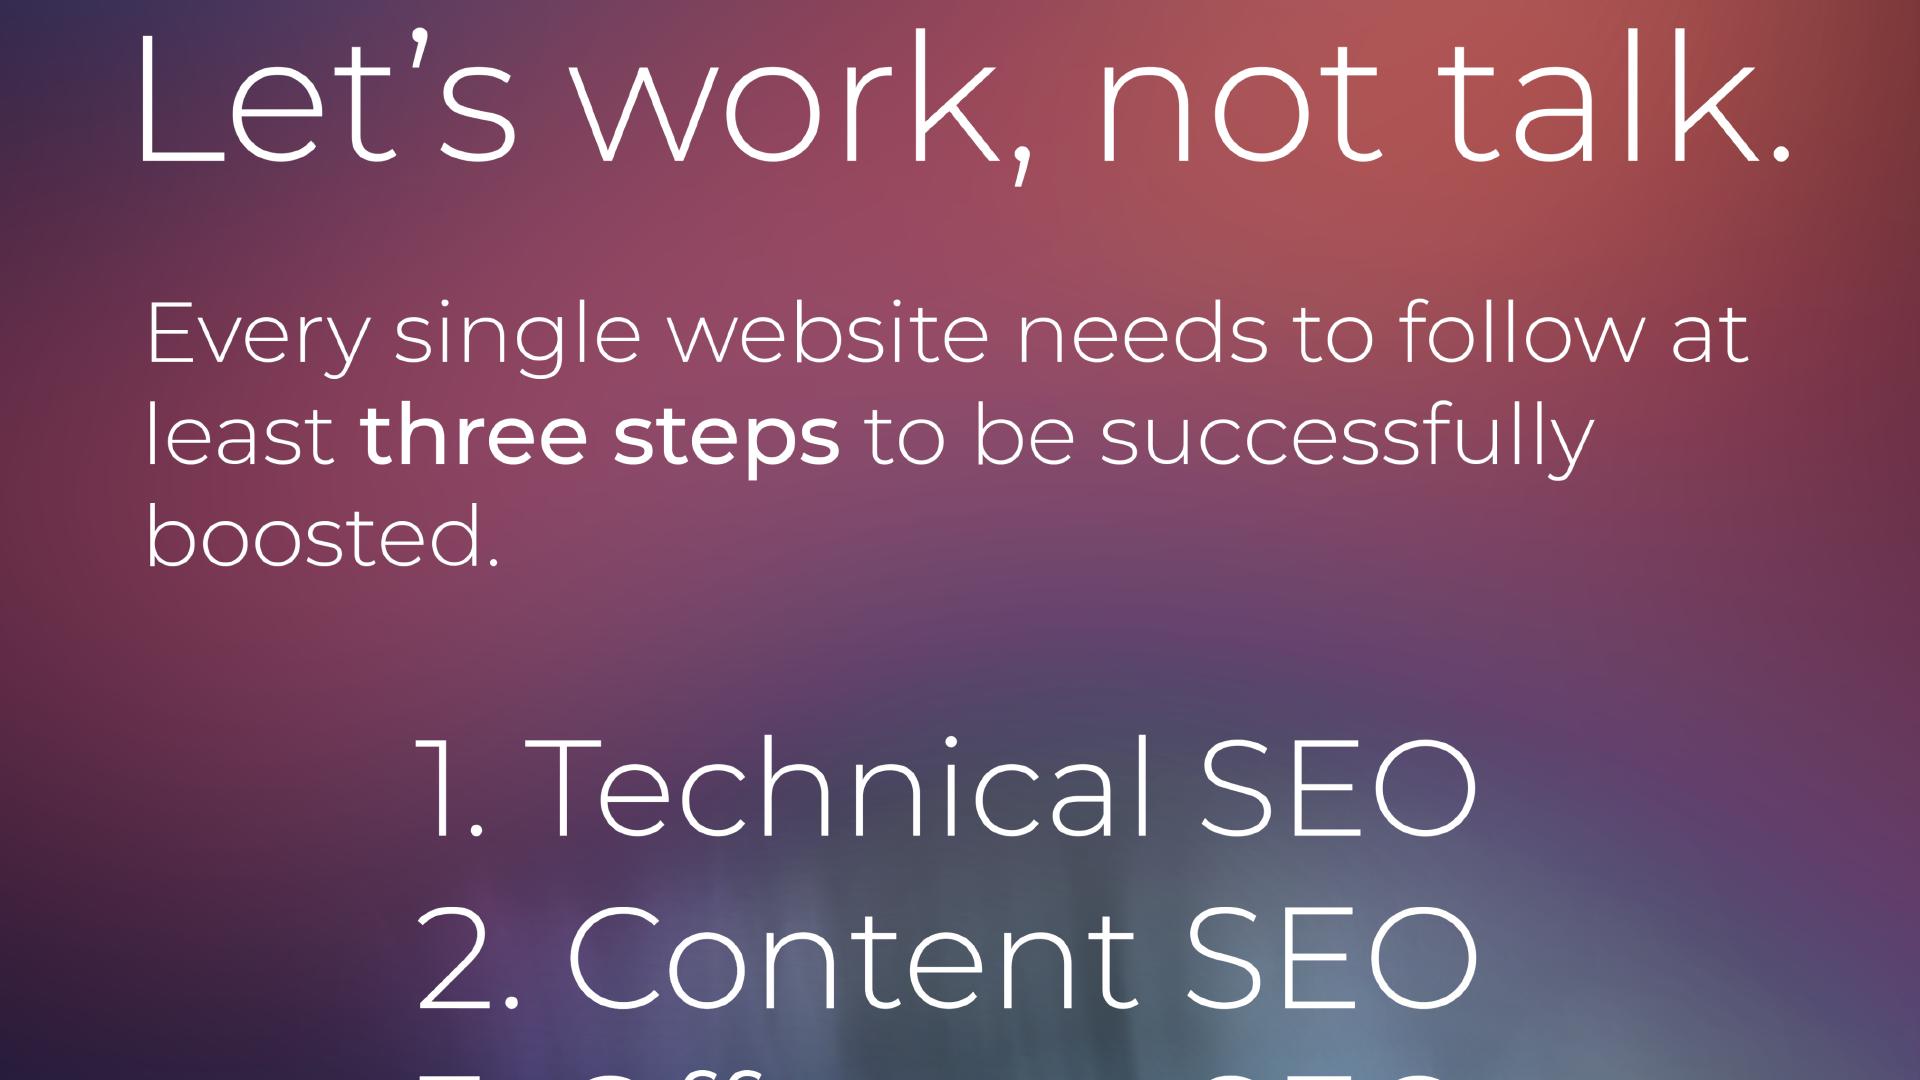 Let’s work, not talk.
Every single website needs to follow at
least three steps to be successfully
boosted.
1. Technical SEO
2. Content SEO